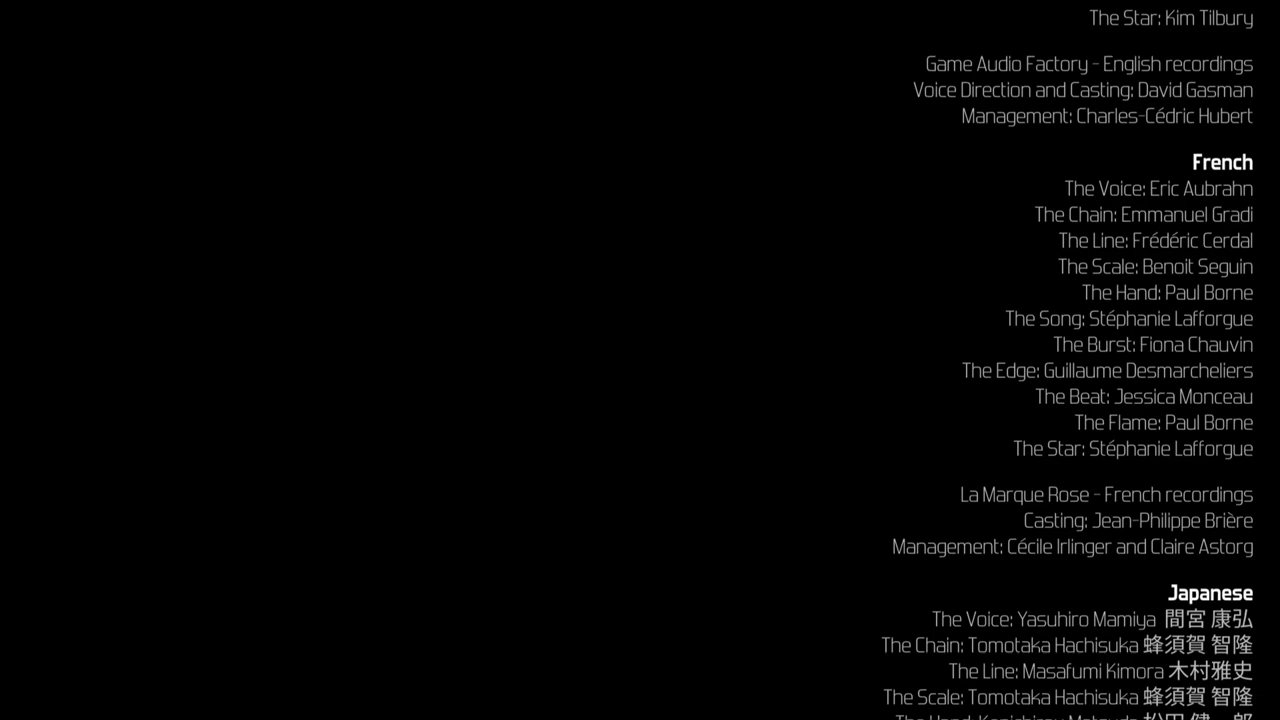 The Star: Kim Tilbury
Game Audio Factory - English recordings
Voice Direction and Casting: David Gasman
Management: Charles-Cédric Hubert
French
The Voice: Eric Aubrahn
The Chain: Emmanuel Gradi
The Line: Frédéric Cerdal
The Scale: Benoit Seguin
The Hand: Paul Borne
The Song: Stéphanie Lafforgue
The Burst: Fiona Chauvin
The Edge: Guillaume Desmarcheliers
The Beat: Jessica Monceau
The Flame: Paul Borne
The Star: Stéphanie Lafforgue
La Marque Rose - French recordings
Casting: Jean-Philippe Brière
Management: Cécile Irlinger and Claire Astorg
Japanese
The Voice: Yasuhiro Mamiya 間宮 康弘
The Chain: Tomotaka Hachisuka 蜂須賀 智隆
The Line: Masafumi Kimora 木村雅史
The Scale: Tomotaka Hachisuka 蜂須賀 智隆